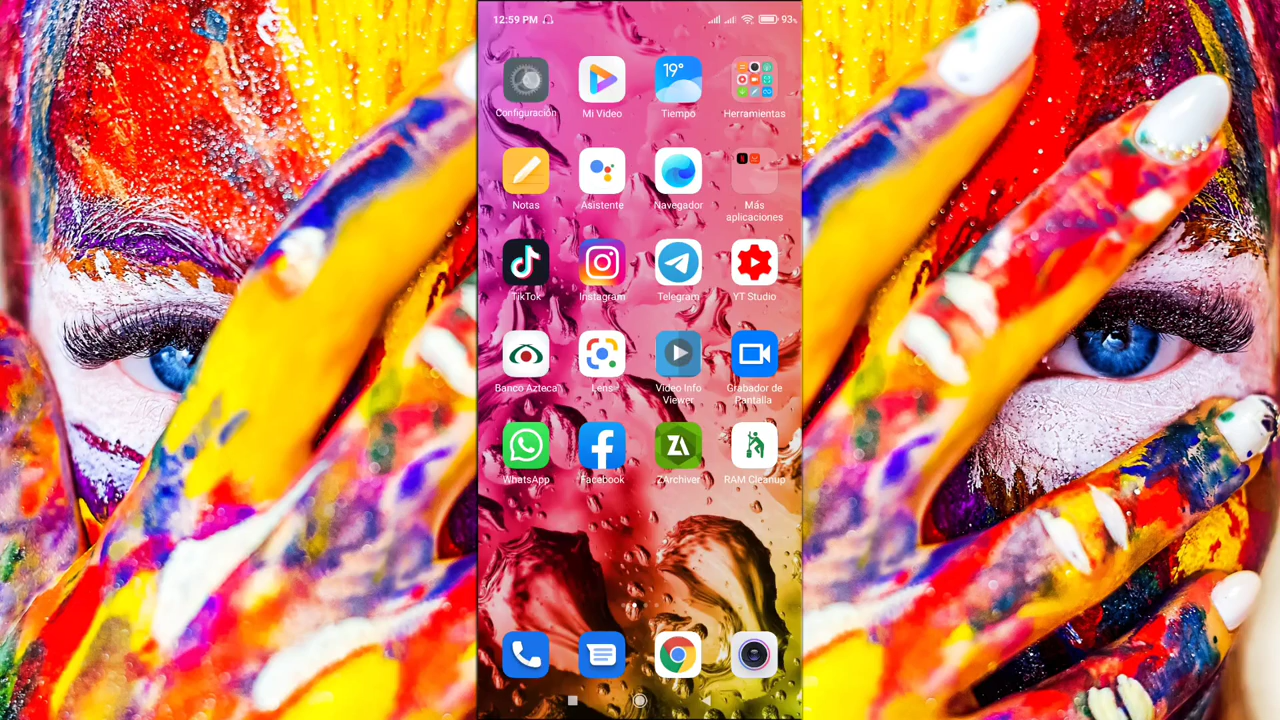 12:59 PM
93%
19°
Configuración
Mi Video
Tiempo
Herramientas
Notas
Asistente
Navegador
Más
aplicaciones
TikTok
Instagram
Telegram
YT Studio
Banco Azteca
Lens
Video Info
Viewer
Grabador de
Pantalla
ZA
WhatsApp
Facebook
ZArchiver
RAM Cleanup